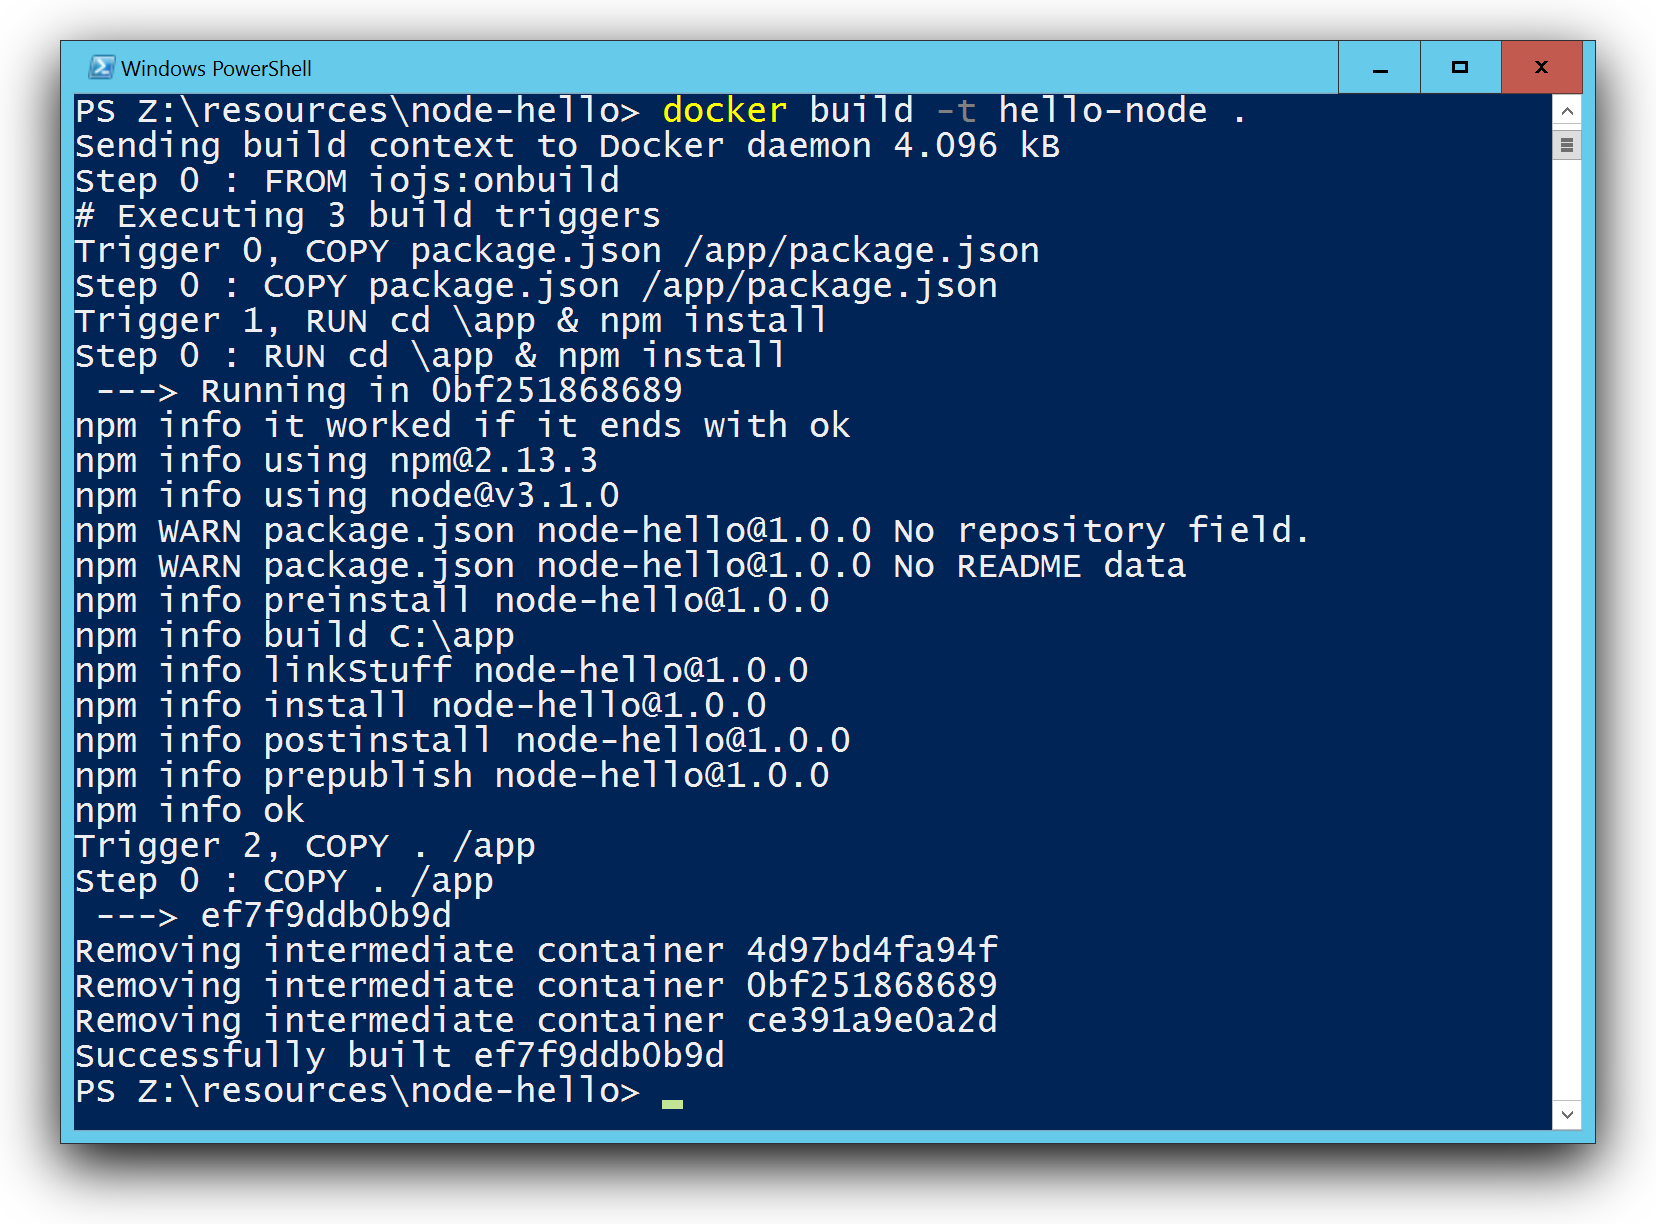 Windows PowerShell
PS Z:\resources\node-hello> docker build -t hello-node .
Sending build context to Docker daemon 4.096 kB
Step 0 : FROM iojs:onbuild
# Executing 3 build triggers
Trigger 0, COPY package.json /app/package.json
Step 0 : COPY package.json /app/package.json
Trigger 1, RUN cd \app & npm install
Step 0 : RUN cd \app & npm install
 ---> Running in 0bf251868689
npm info it worked if it ends with ok
npm info using npm@2.13.3
npm info using node@v3.1.0
npm WARN package.json node-hello@1.0.0 No repository field.
npm WARN package.json node-hello@1.0.0 No README data
npm info preinstall node-hello@1.0.0
npm info build C:\app
npm info linkStuff node-hello@1.0.0
npm info install node-hello@1.0.0
npm info postinstall node-hello@1.0.0
npm info prepublish node-hello@1.0.0
npm info ok
Trigger 2, COPY . /app
Step 0 : COPY . /app
 ---> ef7f9ddb0b9d
Removing intermediate container 4d97bd4fa94f
Removing intermediate container 0bf251868689
Removing intermediate container ce391a9e0a2d
Successfully built ef7f9ddb0b9d
PS Z:\resources\node-hello>